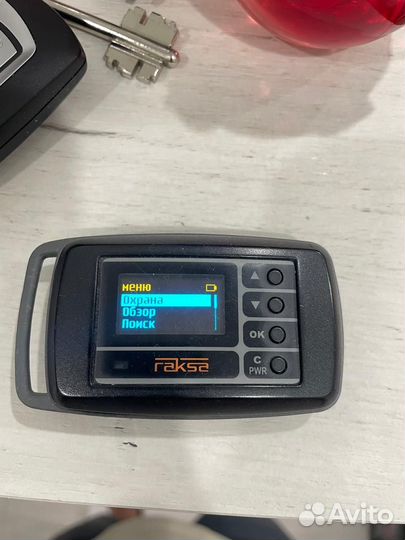 меню
Охрана
Обзор
Поиск
OK
C
PWR
raksa
Avito